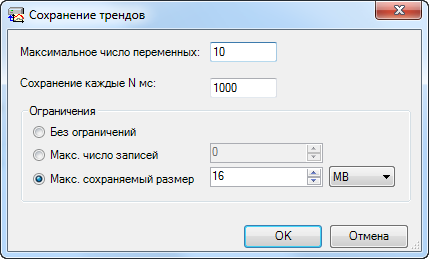 Сохранение трендов
Максимальное число переменных: 10
Сохранение каждые N мс: 1000
Ограничения
Без ограничений
Макс. число записей 0
Макс. сохраняемый размер 16 MB
OK Отмена